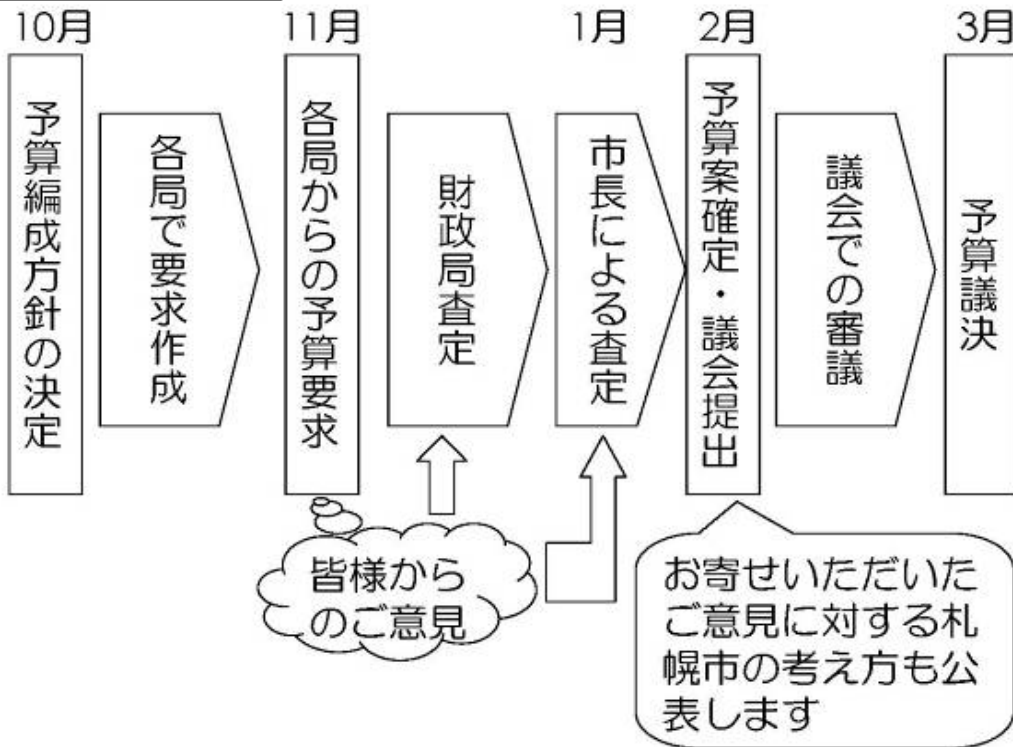 10月
11月
1月
2月
3月
予算編成方針の決定
各局で要求作成
各局からの予算要求
財政局査定
市長による査定
予算案確定・議会提出
議会での審議
予算議決
皆様から
のご意見
お寄せいただいた
ご意見に対する札
幌市の考え方も公
表します